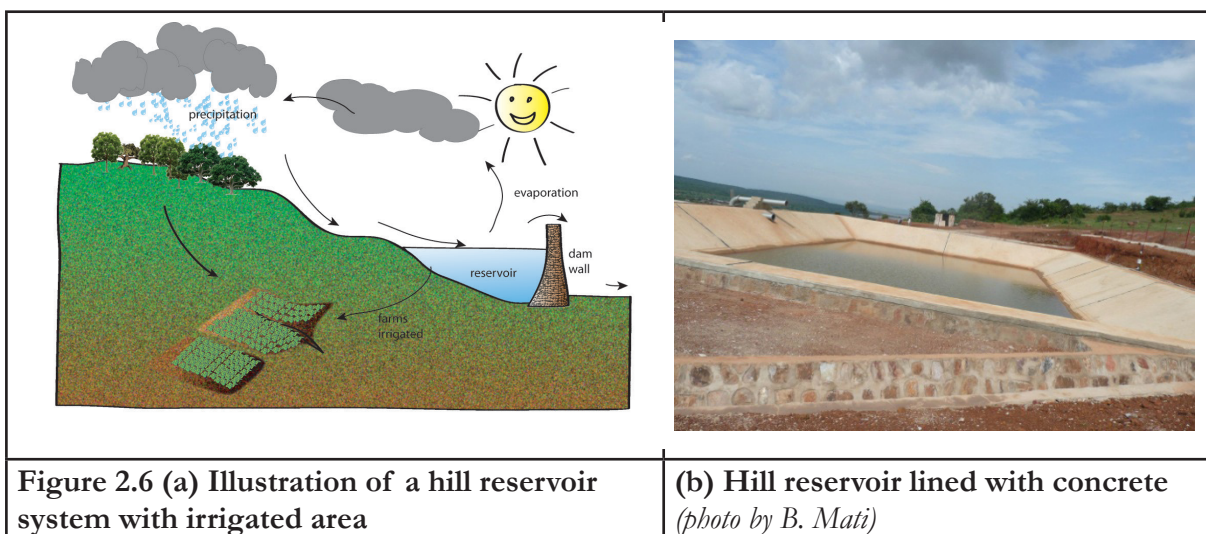 precipitation
evaporation
reservoir
dam
wall
farms
irrigated
Figure 2.6 (a) Illustration of a hill reservoir
system with irrigated area
(b) Hill reservoir lined with concrete
(photo by B. Mati)